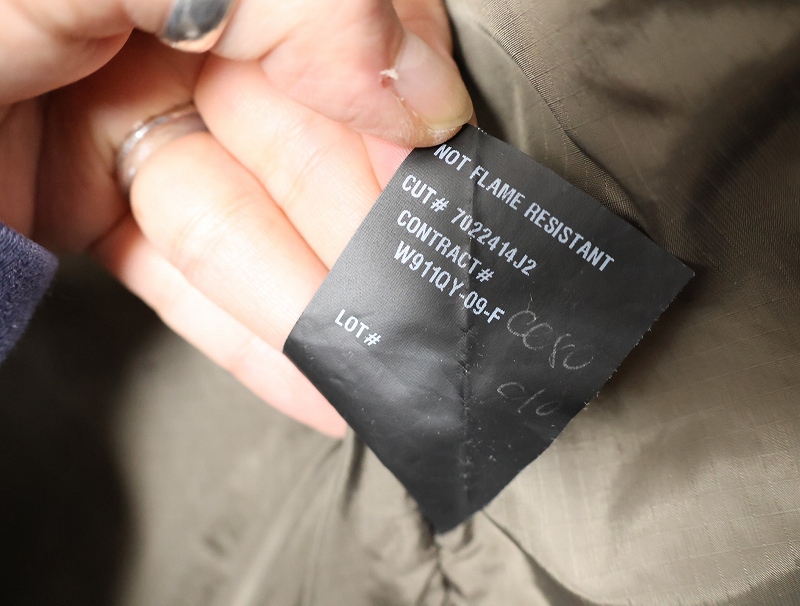 NOT FLAME RESISTANT
CUT# 7022414J2
CONTRACT#
W911QY-09-F
LOT#